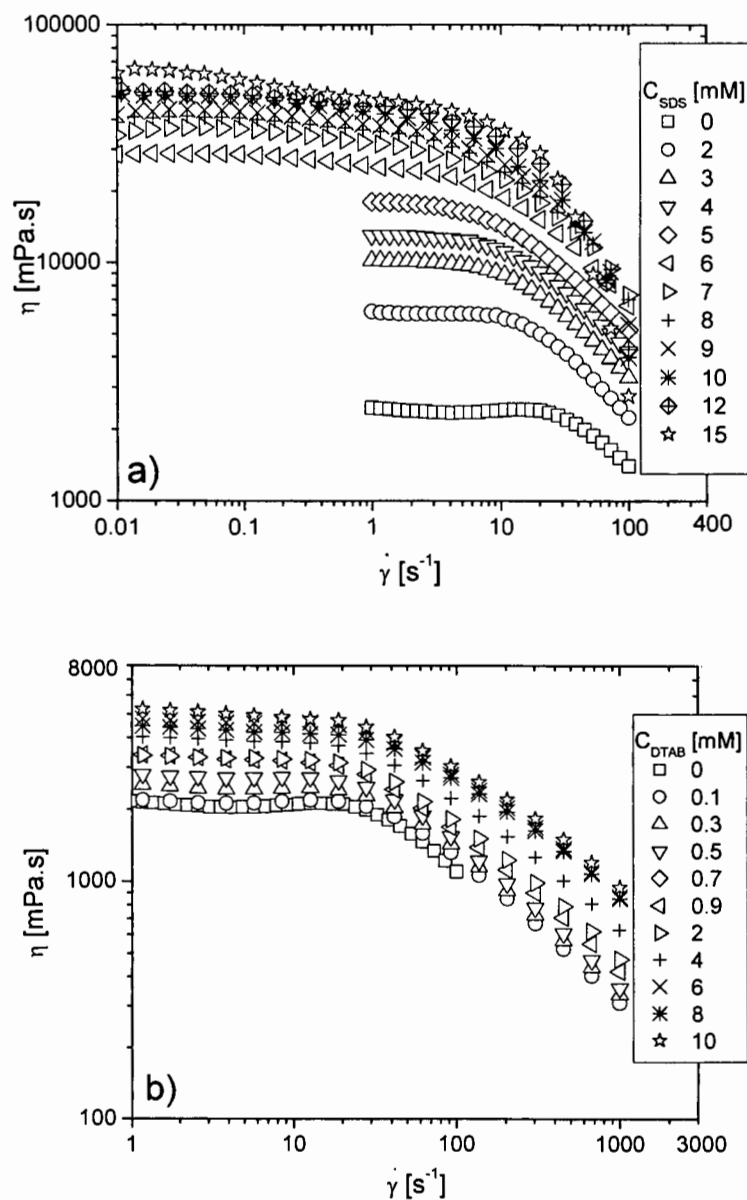 100000
10000
1000
η [mPa.s]
a)
0.01 0.1 1 10 100 400
γ̇ [s⁻¹]
C_SDS [mM]
0
2
3
4
5
6
7
8
9
10
12
15
8000
1000
100
η [mPa.s]
b)
1 10 100 1000 3000
γ̇ [s⁻¹]
C_DTAB [mM]
0
0.1
0.3
0.5
0.7
0.9
2
4
6
8
10